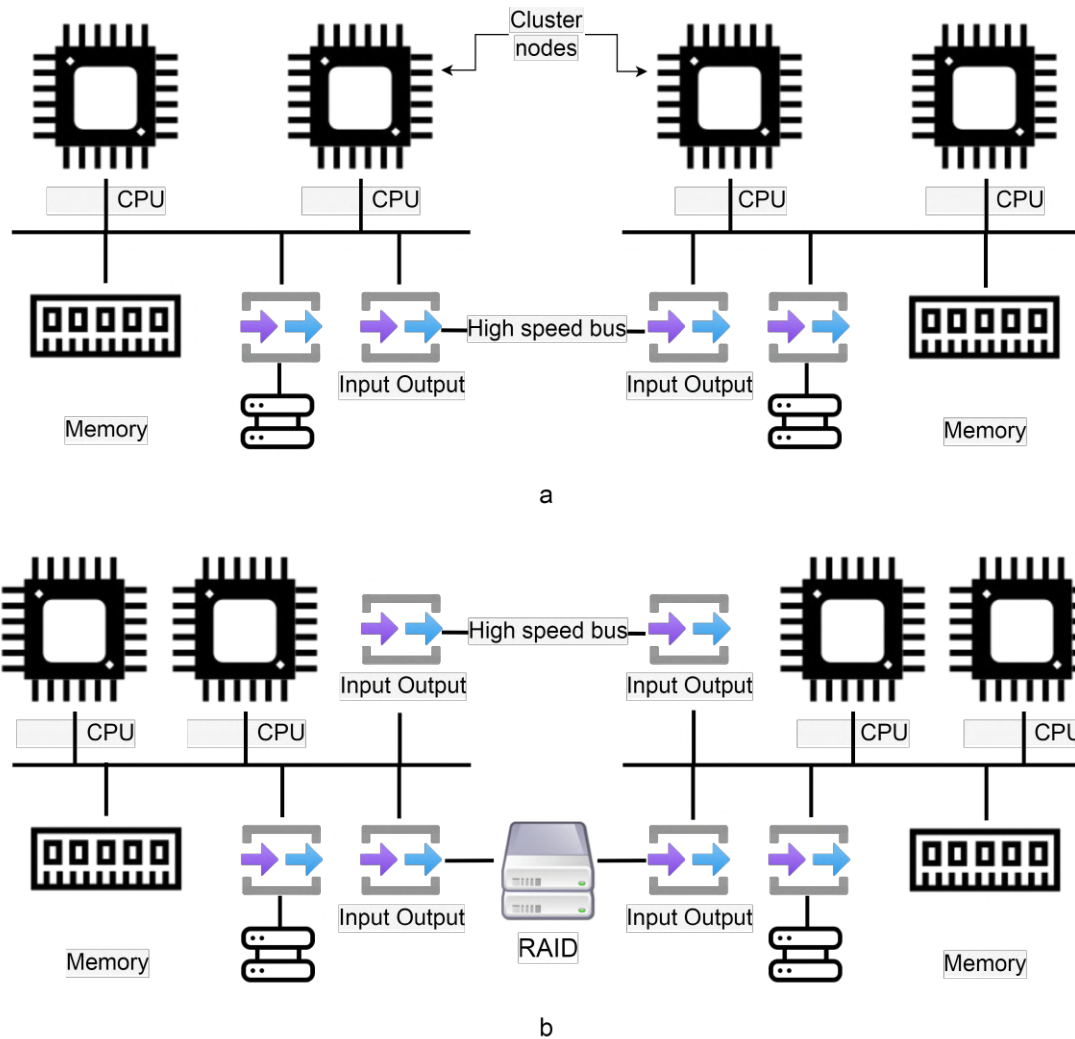 Cluster
nodes
CPU CPU CPU CPU
High speed bus
Input Output Input Output
Memory Memory
a
High speed bus
Input Output Input Output
CPU CPU CPU CPU
Input Output Input Output
RAID
Memory Memory
b